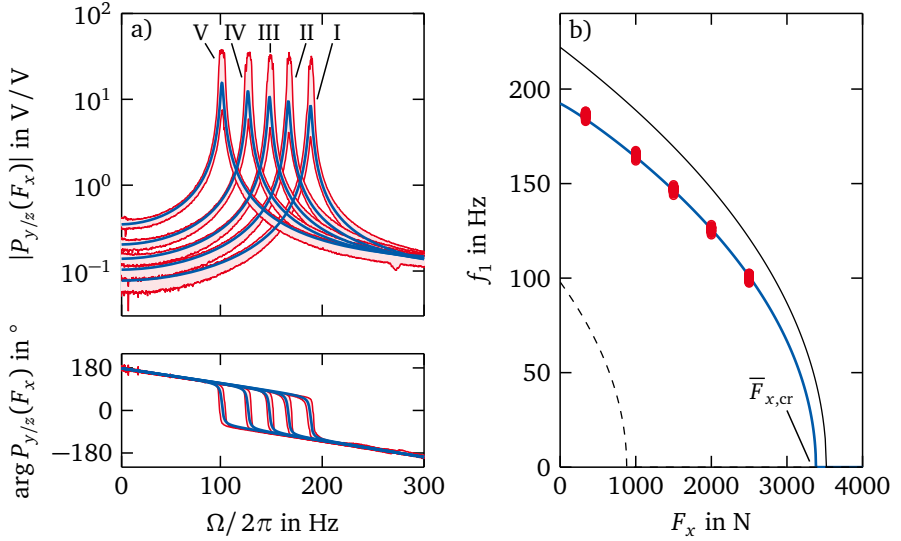 a)
V IV III II I
|P_{y/z}(F_x)| in V/V
10²
10¹
10⁰
10⁻¹
arg P_{y/z}(F_x) in °
180
0
−180
0 100 200 300
Ω/2π in Hz
b)
f₁ in Hz
200
150
100
50
0
F̅_{x,cr}
0 1000 2000 3000 4000
F_x in N